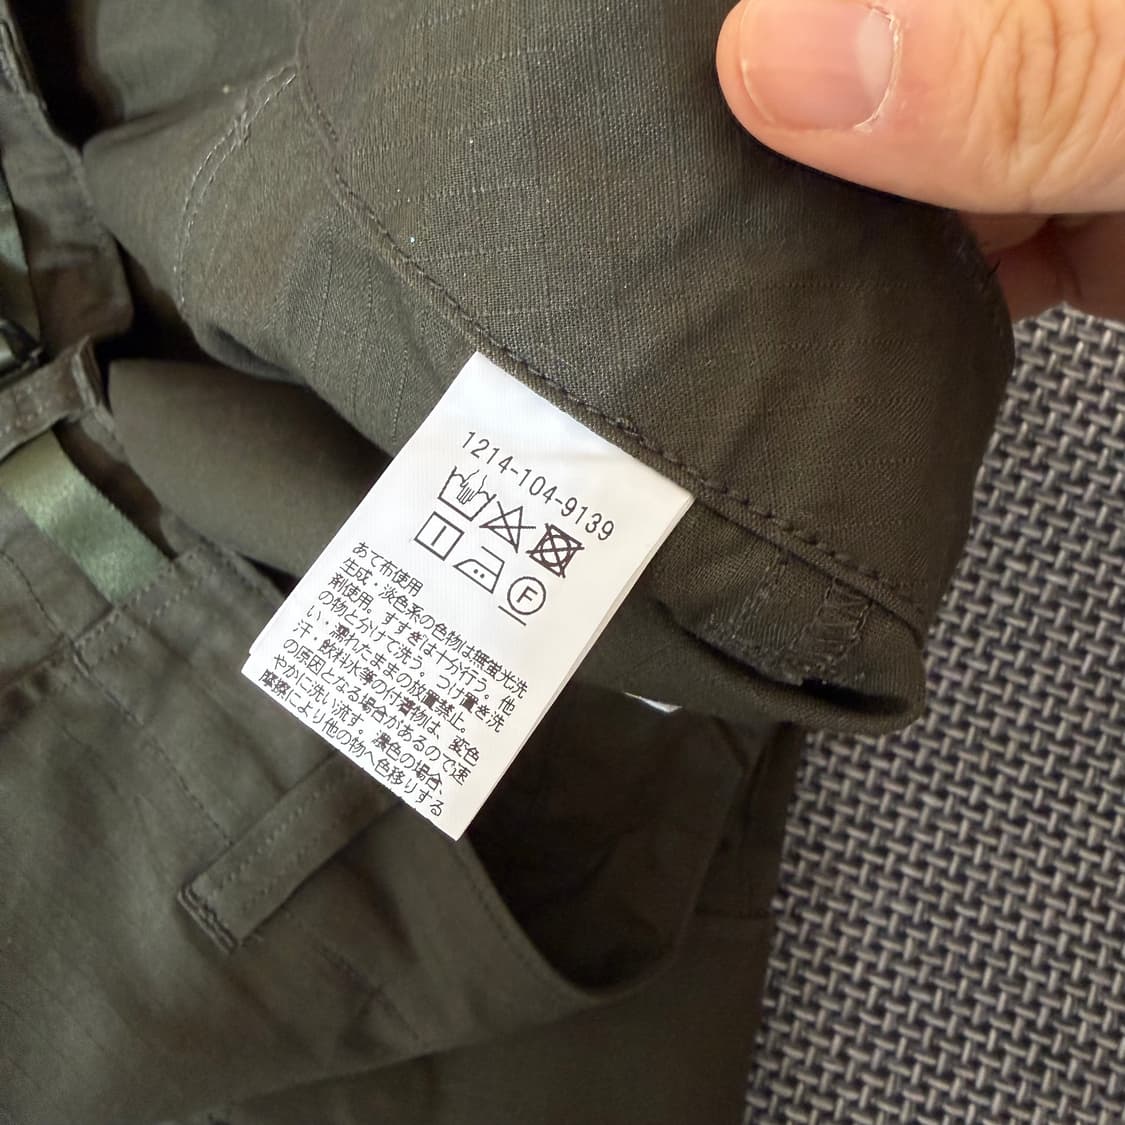 1214-104-9139
F
あて布使用
生成・淡色系の色物は無蛍光洗
剤使用。すすぎは十分行う。他
の物とわけて洗う。つけ置き洗
い・濡れたままの放置禁止。
汗・飲料水等の付着物は、変色
の原因となる場合があるので速
やかに洗い流す。濃色の場合、
摩擦により他の物へ色移りする